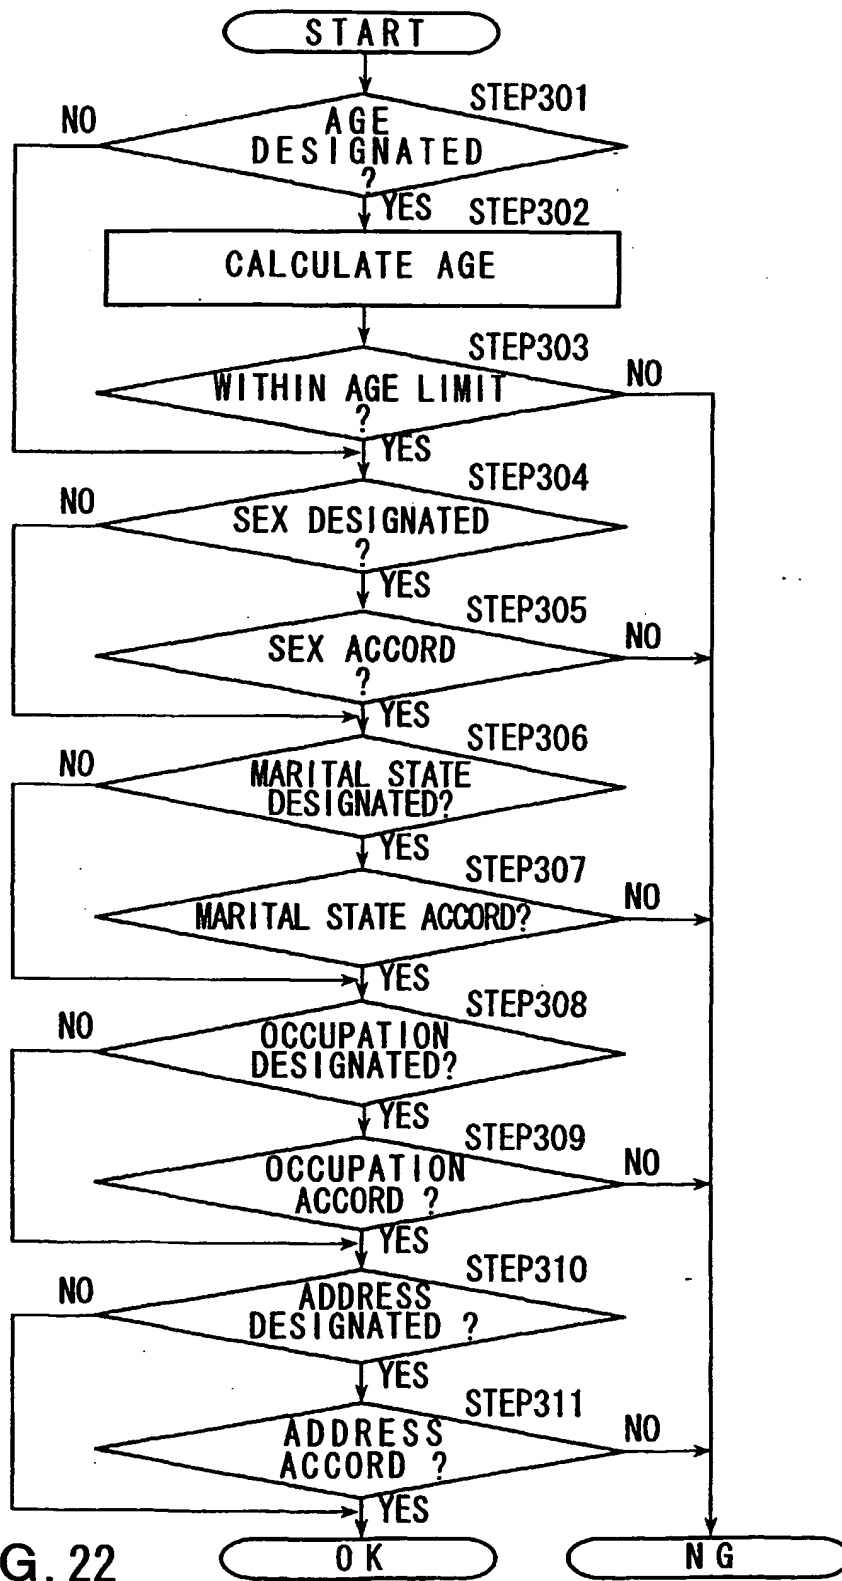 START
STEP301
NO
AGE
DESIGNATED
?
YES
STEP302
CALCULATE AGE
STEP303
NO
WITHIN AGE LIMIT
?
YES
STEP304
NO
SEX DESIGNATED
?
YES
STEP305
NO
SEX ACCORD
?
YES
STEP306
NO
MARITAL STATE
DESIGNATED?
YES
STEP307
NO
MARITAL STATE ACCORD?
YES
STEP308
NO
OCCUPATION
DESIGNATED?
YES
STEP309
NO
OCCUPATION
ACCORD ?
YES
STEP310
NO
ADDRESS
DESIGNATED ?
YES
STEP311
NO
ADDRESS
ACCORD ?
YES
G. 22
OK
NG